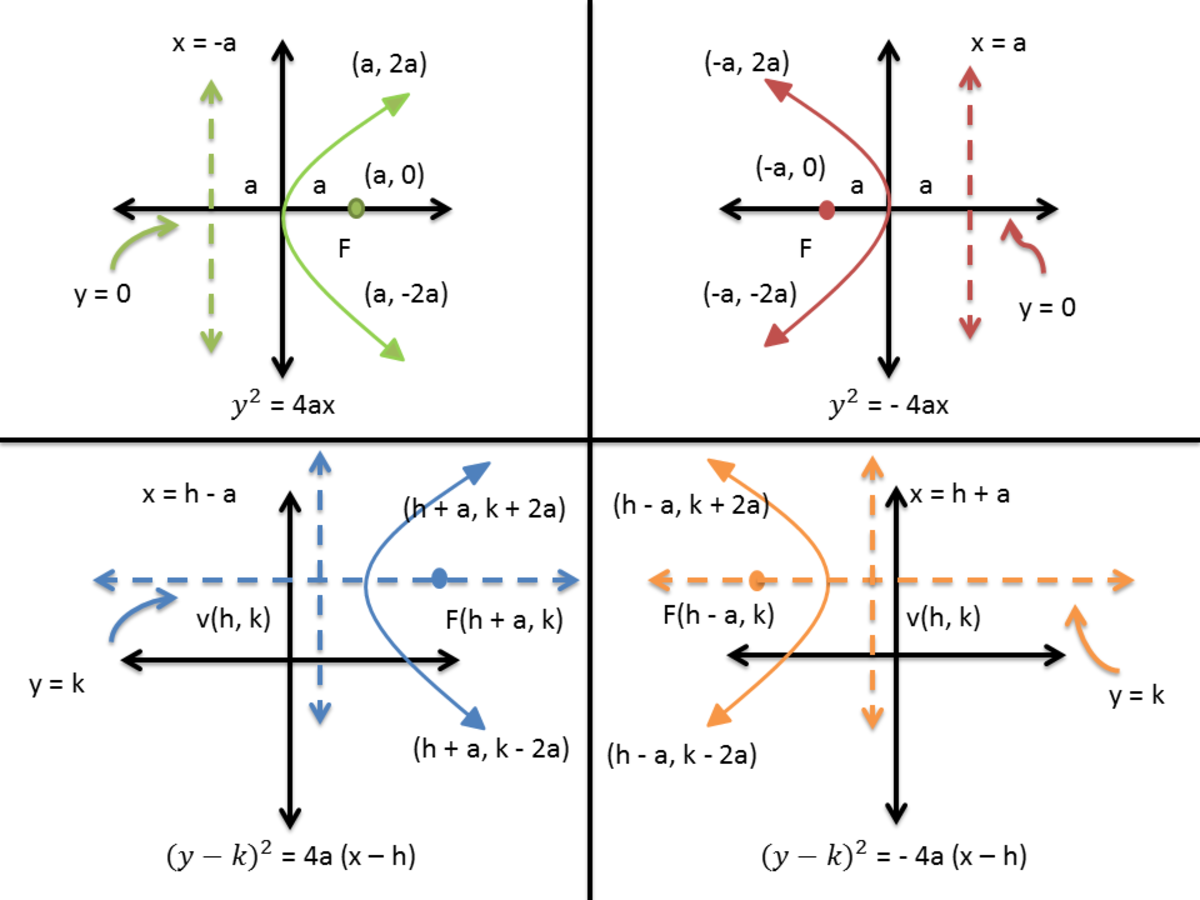 x = -a
(a, 2a)
a
a
(a, 0)
F
y = 0
(a, -2a)
y² = 4ax
(-a, 2a)
x = a
(-a, 0)
a
a
F
(-a, -2a)
y = 0
y² = - 4ax
x = h - a
(h + a, k + 2a)
v(h, k)
F(h + a, k)
y = k
(h + a, k - 2a)
(y − k)² = 4a (x – h)
(h - a, k + 2a)
x = h + a
F(h - a, k)
v(h, k)
y = k
(h - a, k - 2a)
(y − k)² = - 4a (x – h)